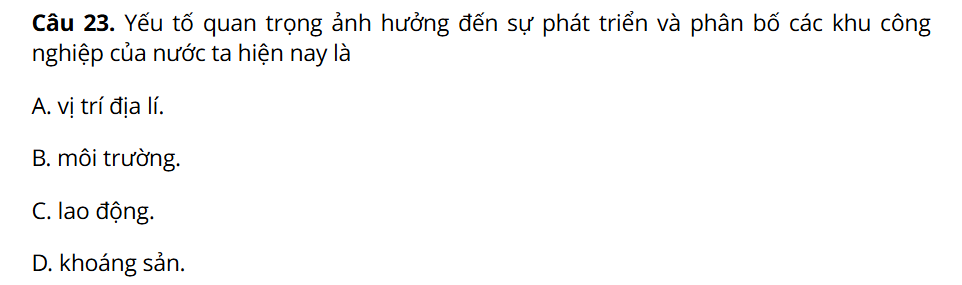 Câu 23. Yếu tố quan trọng ảnh hưởng đến sự phát triển và phân bố các khu công
nghiệp của nước ta hiện nay là
A. vị trí địa lí.
B. môi trường.
C. lao động.
D. khoáng sản.